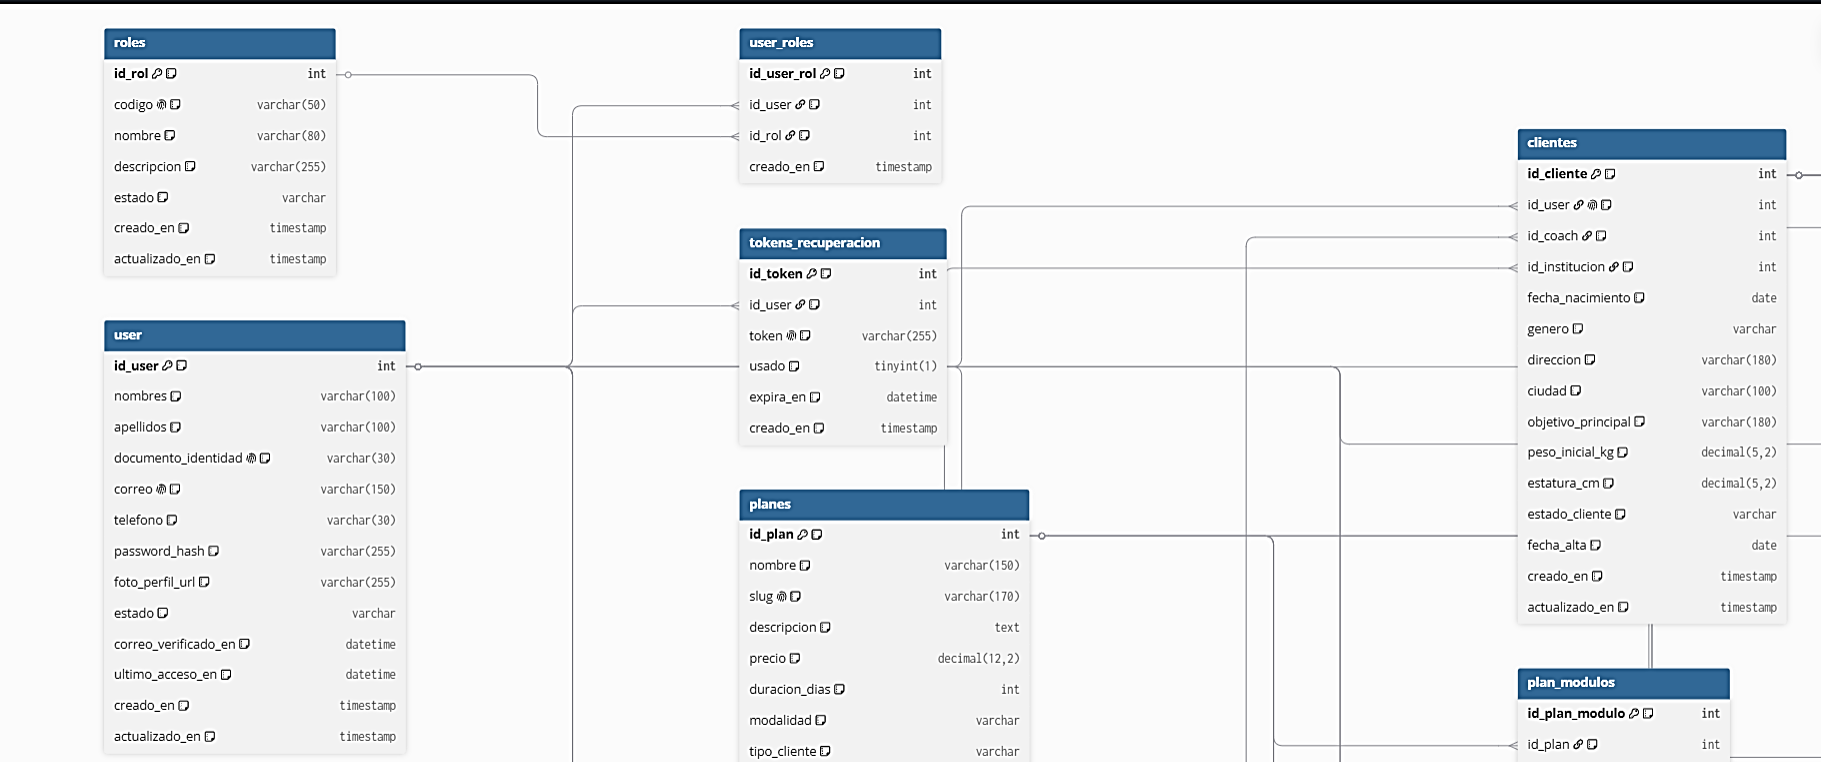 roles
id_rol int
codigo varchar(50)
nombre varchar(80)
descripcion varchar(255)
estado varchar
creado_en timestamp
actualizado_en timestamp
user
id_user int
nombres varchar(100)
apellidos varchar(100)
documento_identidad varchar(30)
correo varchar(150)
telefono varchar(30)
password_hash varchar(255)
foto_perfil_url varchar(255)
estado varchar
correo_verificado_en datetime
ultimo_acceso_en datetime
creado_en timestamp
actualizado_en timestamp
user_roles
id_user_rol int
id_user int
id_rol int
creado_en timestamp
tokens_recuperacion
id_token int
id_user int
token varchar(255)
usado tinyint(1)
expira_en datetime
creado_en timestamp
planes
id_plan int
nombre varchar(150)
slug varchar(170)
descripcion text
precio decimal(12,2)
duracion_dias int
modalidad varchar
tipo_cliente varchar
clientes
id_cliente int
id_user int
id_coach int
id_institucion int
fecha_nacimiento date
genero varchar
direccion varchar(180)
ciudad varchar(100)
objetivo_principal varchar(180)
peso_inicial_kg decimal(5,2)
estatura_cm decimal(5,2)
estado_cliente varchar
fecha_alta date
creado_en timestamp
actualizado_en timestamp
plan_modulos
id_plan_modulo int
id_plan int